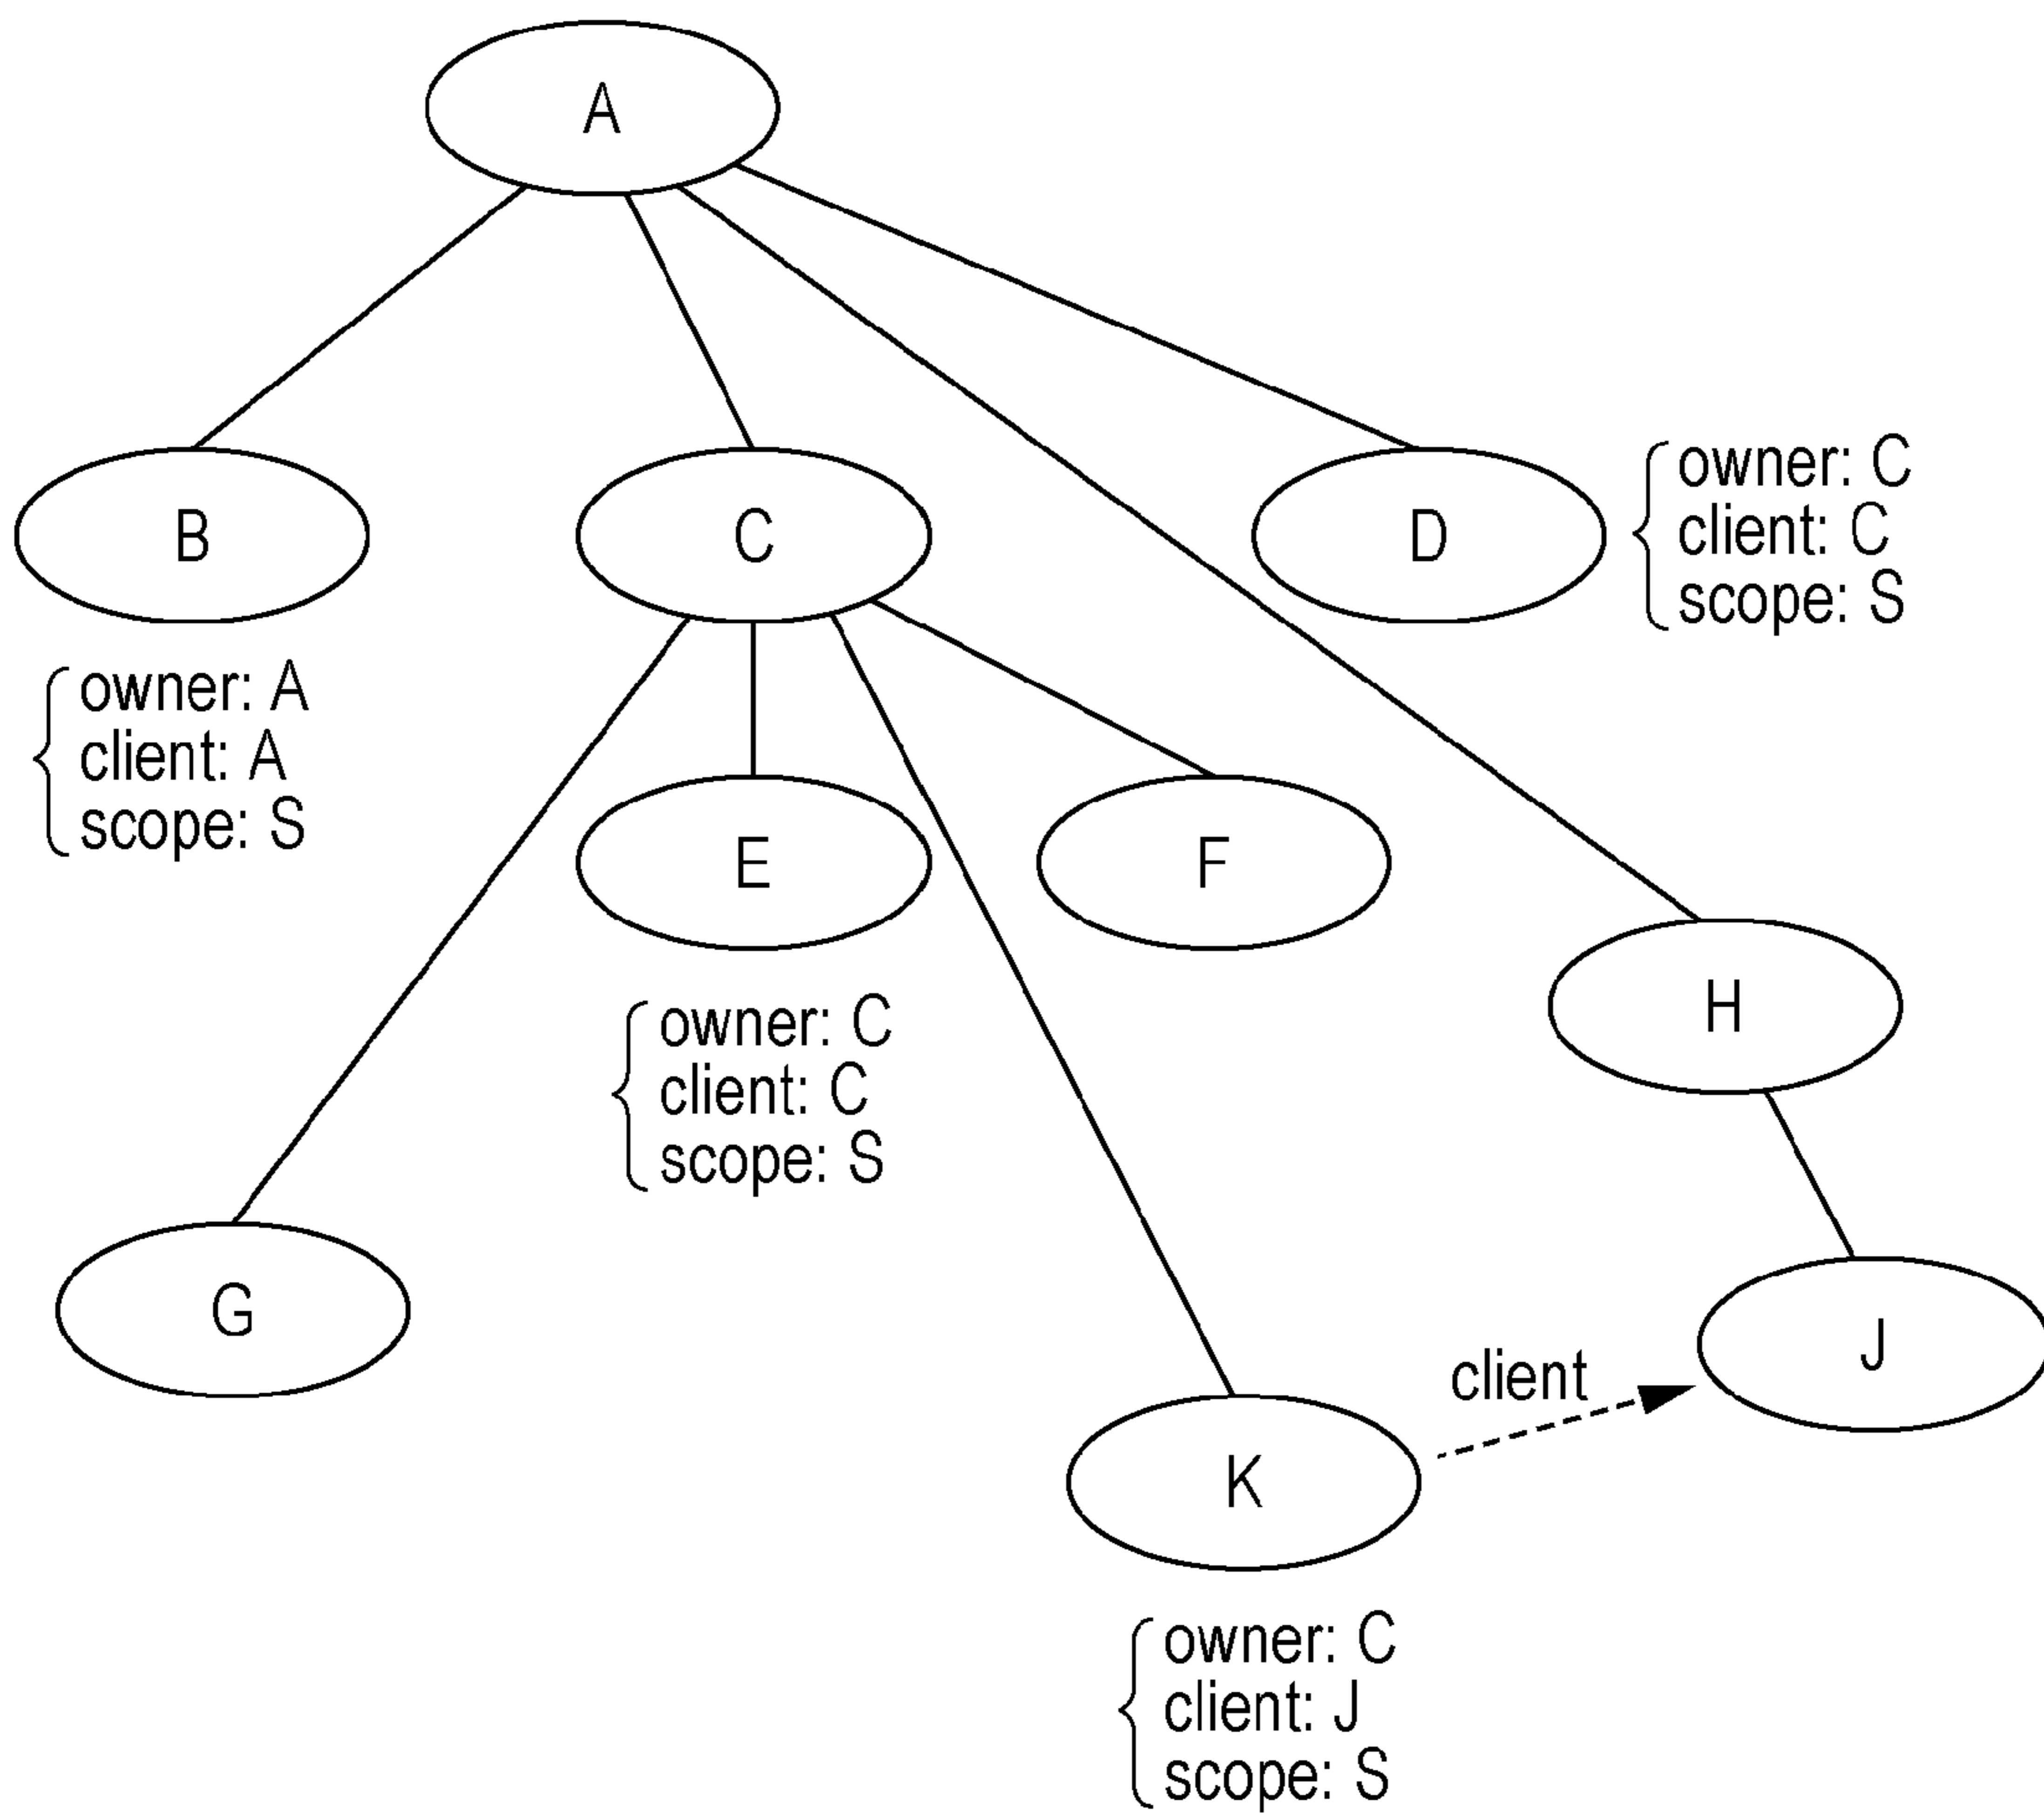 A
B
C
D
owner: C
client: C
scope: S
owner: A
client: A
scope: S
E
F
H
owner: C
client: C
scope: S
G
J
client
K
owner: C
client: J
scope: S